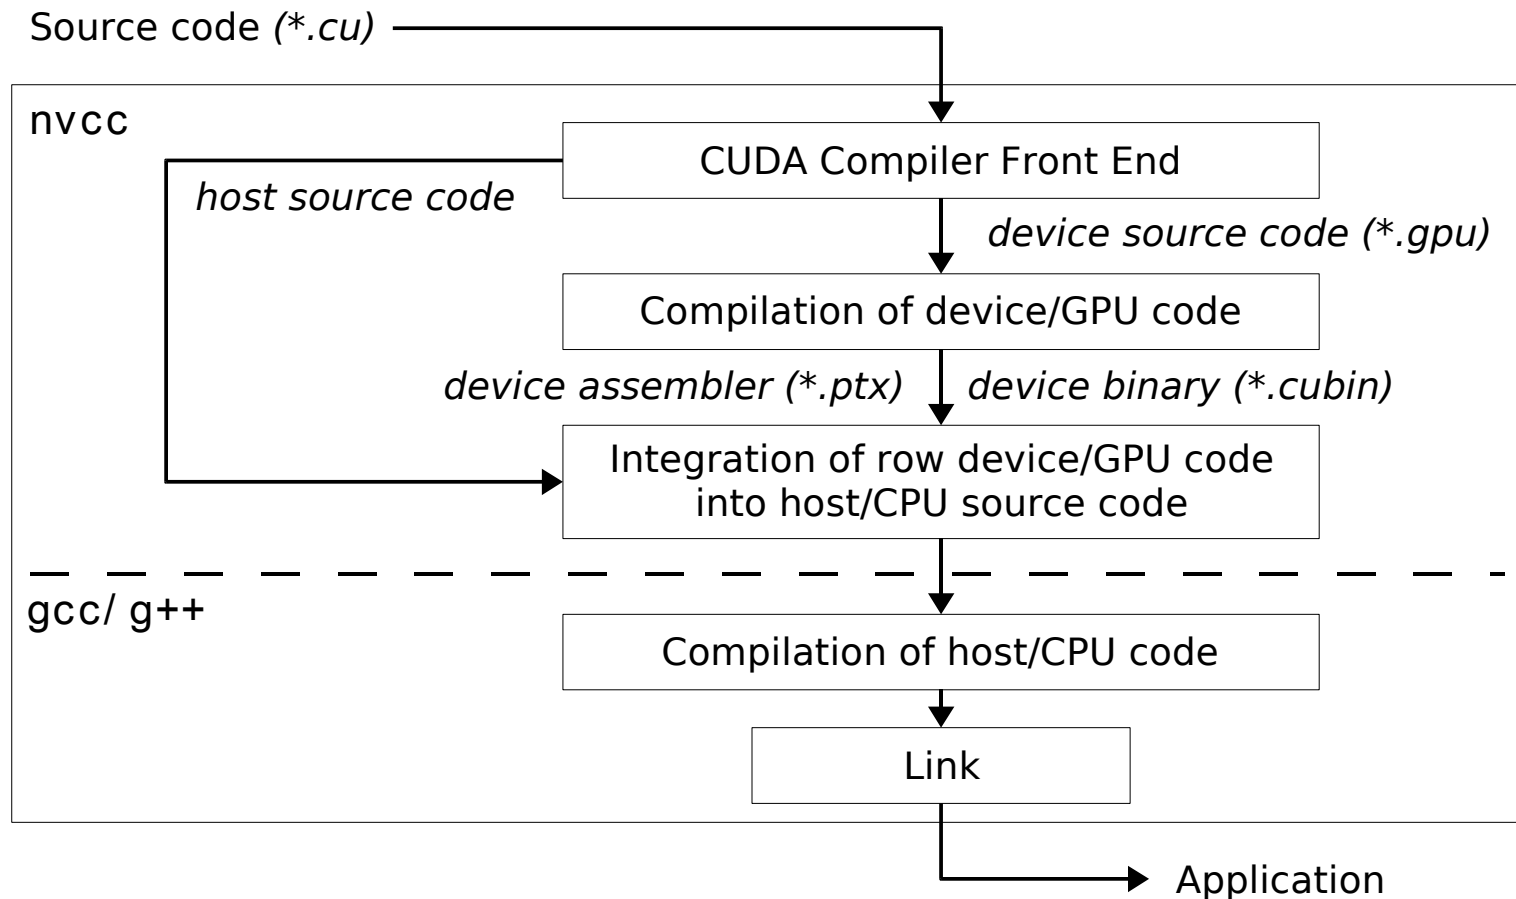 Source code (*.cu)
nvcc
CUDA Compiler Front End
host source code
device source code (*.gpu)
Compilation of device/GPU code
device assembler (*.ptx)
device binary (*.cubin)
Integration of row device/GPU code
into host/CPU source code
gcc/ g++
Compilation of host/CPU code
Link
Application